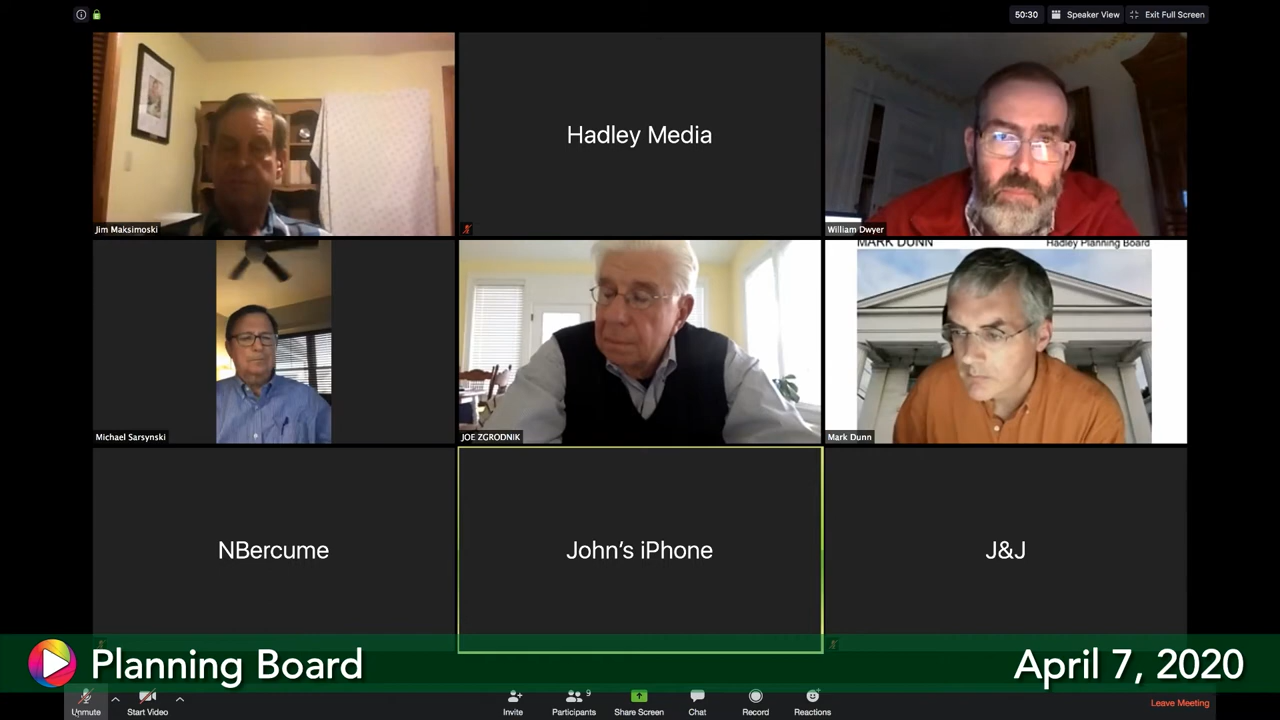 50:30
Speaker View
Exit Full Screen
Jim Maksimoski
Hadley Media
William Dwyer
Michael Sarsynski
JOE ZGRODNIK
MARK DUNN
Hadley Planning Board
Mark Dunn
NBercume
John's iPhone
J&J
Planning Board
April 7, 2020
Unmute
Start Video
Invite
9
Participants
Share Screen
Chat
Record
Reactions
Leave Meeting